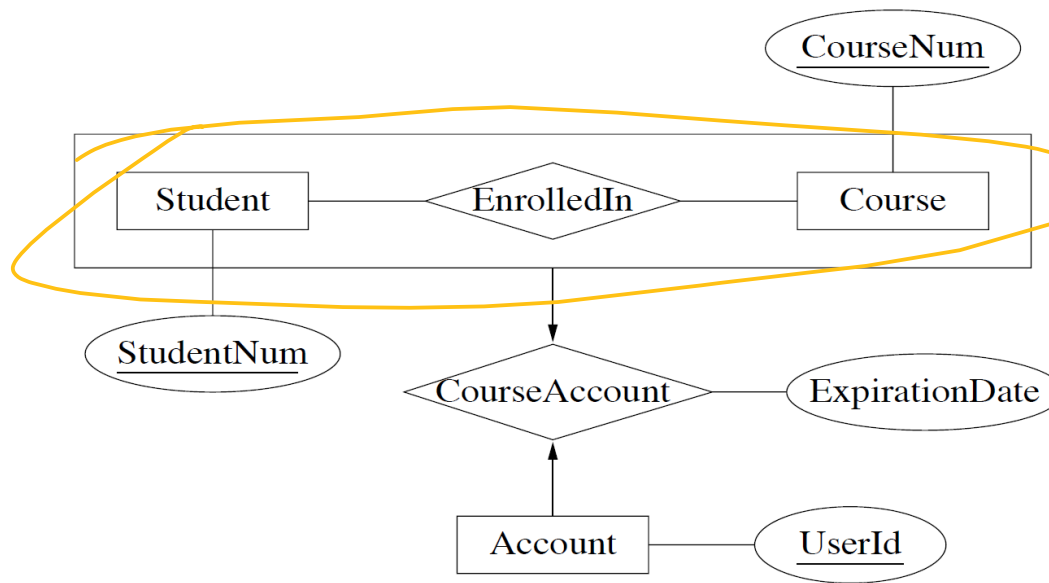 CourseNum
Student
EnrolledIn
Course
StudentNum
CourseAccount
ExpirationDate
Account
UserId